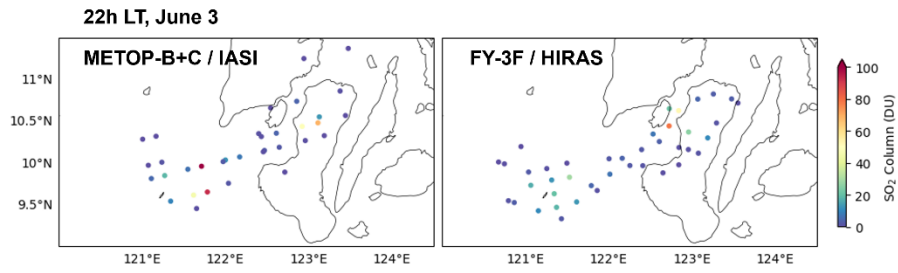 22h LT, June 3
METOP-B+C / IASI
FY-3F / HIRAS
11°N
10.5°N
10°N
9.5°N
121°E 122°E 123°E 124°E
121°E 122°E 123°E 124°E
100
80
60
40
20
0
SO₂ Column (DU)